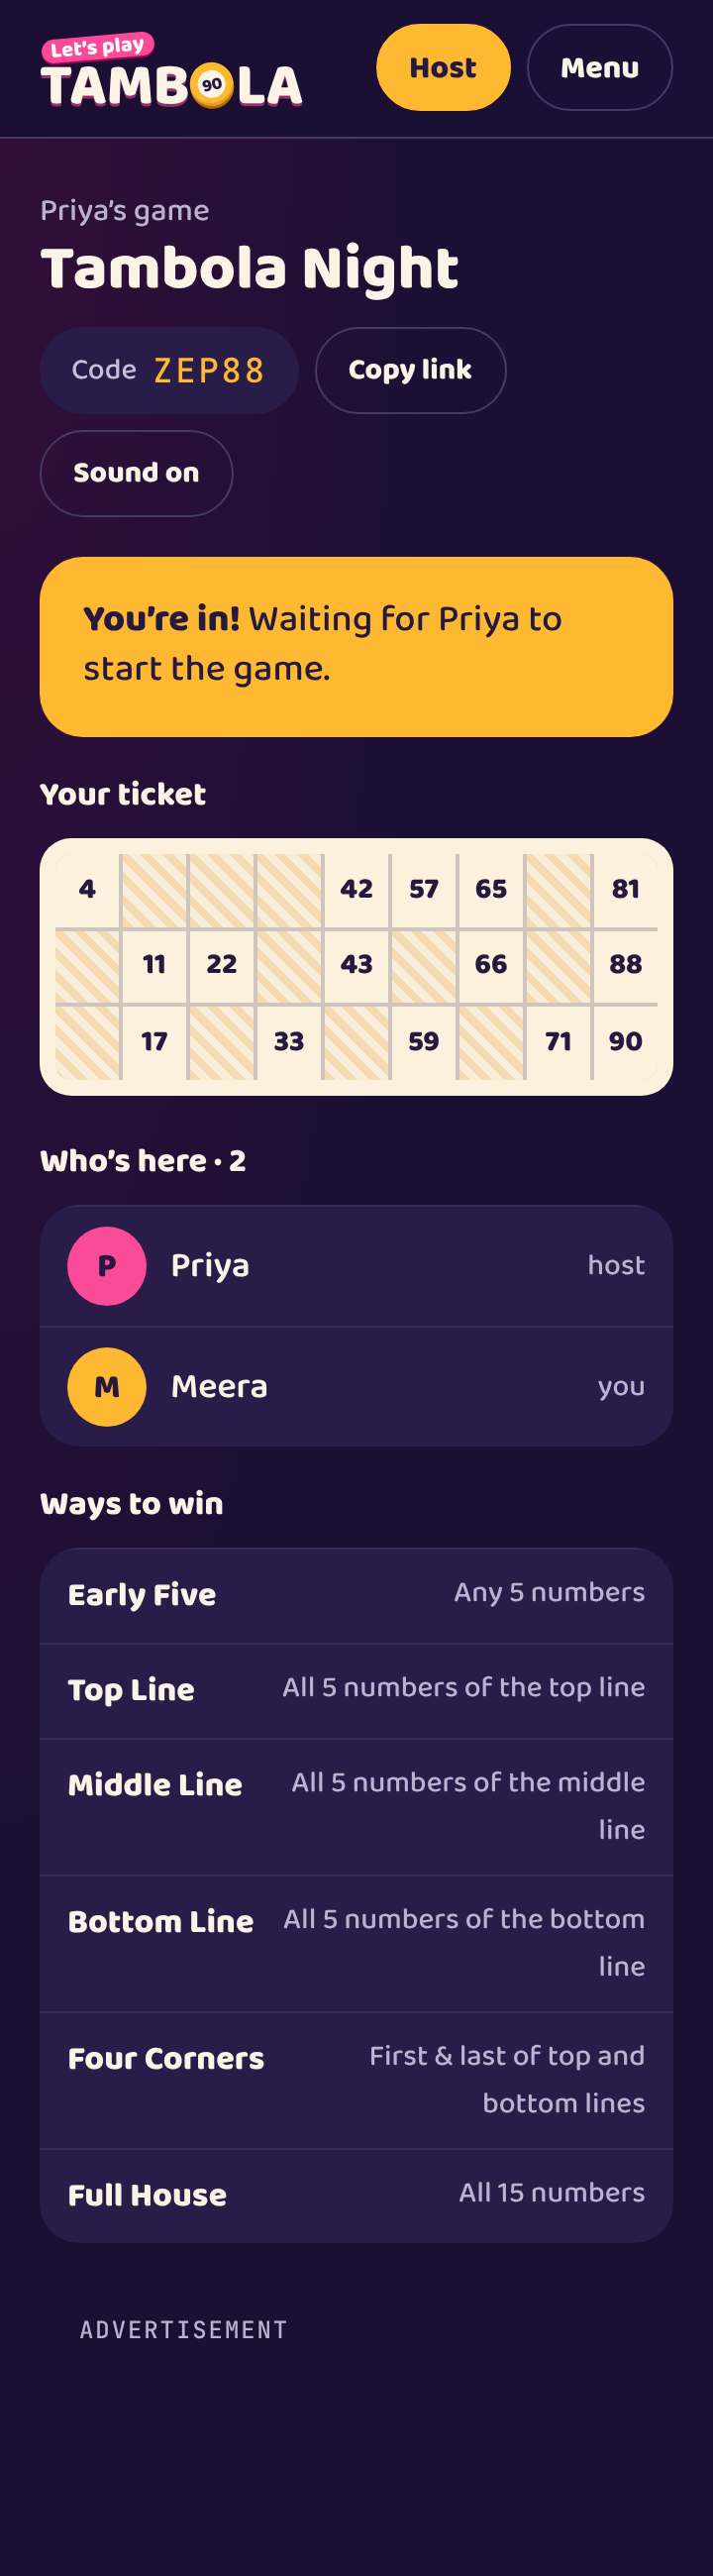 Let's play
TAMBOLA
90
Host
Menu
Priya's game
Tambola Night
Code ZEP88
Copy link
Sound on
You're in! Waiting for Priya to
start the game.
Your ticket
4 42 57 65 81
11 22 43 66 88
17 33 59 71 90
Who's here · 2
P Priya host
M Meera you
Ways to win
Early Five Any 5 numbers
Top Line All 5 numbers of the top line
Middle Line All 5 numbers of the middle
line
Bottom Line All 5 numbers of the bottom
line
Four Corners First & last of top and
bottom lines
Full House All 15 numbers
ADVERTISEMENT